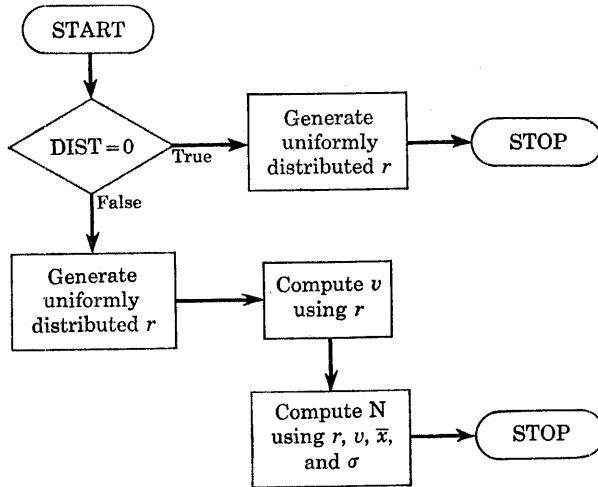 START
DIST = 0
True
Generate
uniformly
distributed r
STOP
False
Generate
uniformly
distributed r
Compute v
using r
Compute N
using r, v, x̅,
and σ
STOP